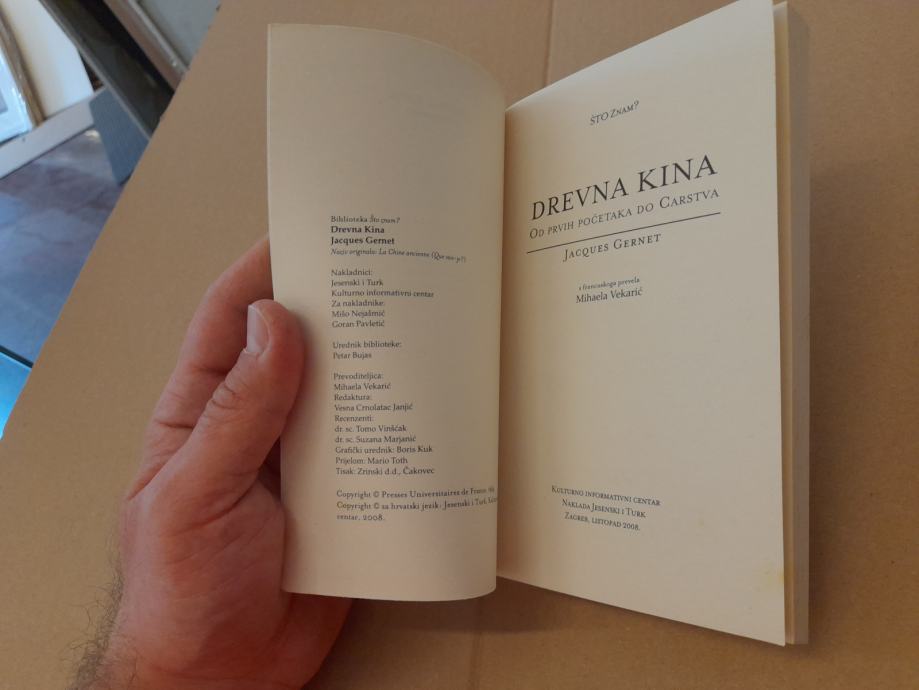 Biblioteka Što znam?
Drevna Kina
Jacques Gernet
Naziv originala: La Chine ancienne (Que sais-je?)
Nakladnici:
Jesenski i Turk
Kulturno informativni centar
Za nakladnike:
Mišo Nejašmić
Goran Pavletić
Urednik biblioteke:
Petar Bujas
Prevoditeljica:
Mihaela Vekarić
Redaktura:
Vesna Crnolatac Janjić
Recenzenti:
dr. sc. Tomo Vinšćak
dr. sc. Suzana Marjanić
Grafički urednik: Boris Kuk
Prijelom: Mario Toth
Tisak: Zrinski d.d., Čakovec
Copyright © Presses Universitaires de France
Copyright © za hrvatski jezik: Jesenski i Turk,
centar, 2008.
ŠTO ZNAM?
DREVNA KINA
OD PRVIH POČETAKA DO CARSTVA
JACQUES GERNET
s francuskoga prevela
Mihaela Vekarić
KULTURNO INFORMATIVNI CENTAR
NAKLADA JESENSKI I TURK
ZAGREB, LISTOPAD 2008.